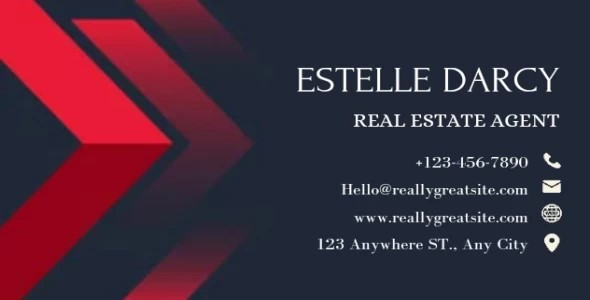 ESTELLE DARCY
REAL ESTATE AGENT
+123-456-7890
Hello@reallygreatsite.com
www.reallygreatsite.com
123 Anywhere ST., Any City